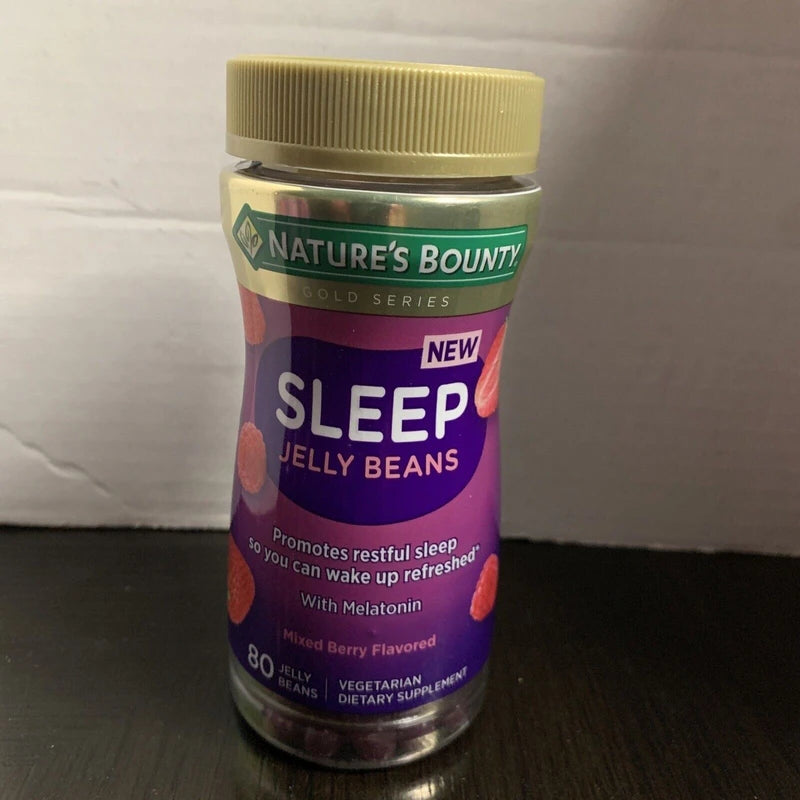 NATURE'S BOUNTY®
GOLD SERIES
NEW
SLEEP
JELLY BEANS
Promotes restful sleep
so you can wake up refreshed*
With Melatonin
Mixed Berry Flavored
80 JELLY BEANS
VEGETARIAN
DIETARY SUPPLEMENT